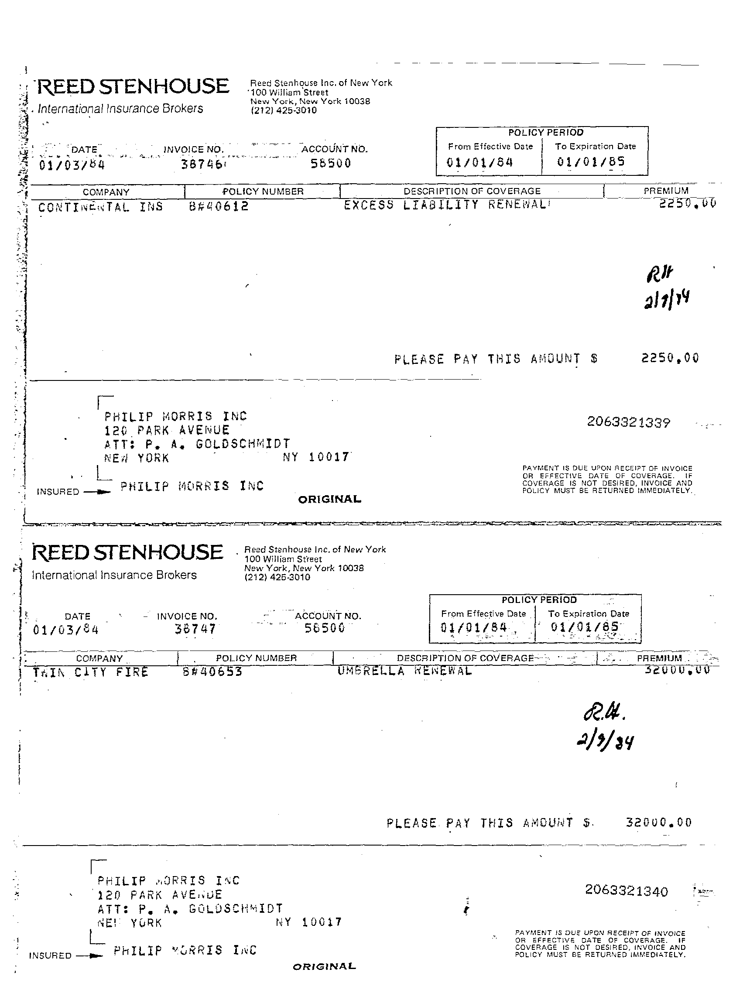 REED STENHOUSE
International Insurance Brokers
Reed Stenhouse Inc. of New York
100 William Street
New York, New York 10038
(212) 425-3010
POLICY PERIOD
DATE INVOICE NO. ACCOUNT NO. From Effective Date To Expiration Date
01/03/84 38746 58500 01/01/84 01/01/85
COMPANY POLICY NUMBER DESCRIPTION OF COVERAGE PREMIUM
CONTINENTAL INS B#40612 EXCESS LIABILITY RENEWAL 2250.00
RH
PLEASE PAY THIS AMOUNT $ 2250.00
PHILIP MORRIS INC
120 PARK AVENUE
ATT: P. A. GOLDSCHMIDT
NEW YORK NY 10017
2063321339
PAYMENT IS DUE UPON RECEIPT OF INVOICE
OR EFFECTIVE DATE OF COVERAGE. IF
COVERAGE IS NOT DESIRED, INVOICE AND
POLICY MUST BE RETURNED IMMEDIATELY.
INSURED PHILIP MORRIS INC
ORIGINAL
REED STENHOUSE
International Insurance Brokers
Reed Stenhouse Inc. of New York
100 William Street
New York, New York 10038
(212) 425-3010
POLICY PERIOD
DATE INVOICE NO. ACCOUNT NO. From Effective Date To Expiration Date
01/03/84 38747 58500 01/01/84 01/01/85
COMPANY POLICY NUMBER DESCRIPTION OF COVERAGE PREMIUM
TWIN CITY FIRE B#40653 UMBRELLA RENEWAL 32000.00
R.H.
2/9/84
PLEASE PAY THIS AMOUNT $ 32000.00
PHILIP MORRIS INC
120 PARK AVENUE
ATT: P. A. GOLDSCHMIDT
NEW YORK NY 10017
2063321340
PAYMENT IS DUE UPON RECEIPT OF INVOICE
OR EFFECTIVE DATE OF COVERAGE. IF
COVERAGE IS NOT DESIRED, INVOICE AND
POLICY MUST BE RETURNED IMMEDIATELY.
INSURED PHILIP MORRIS INC
ORIGINAL